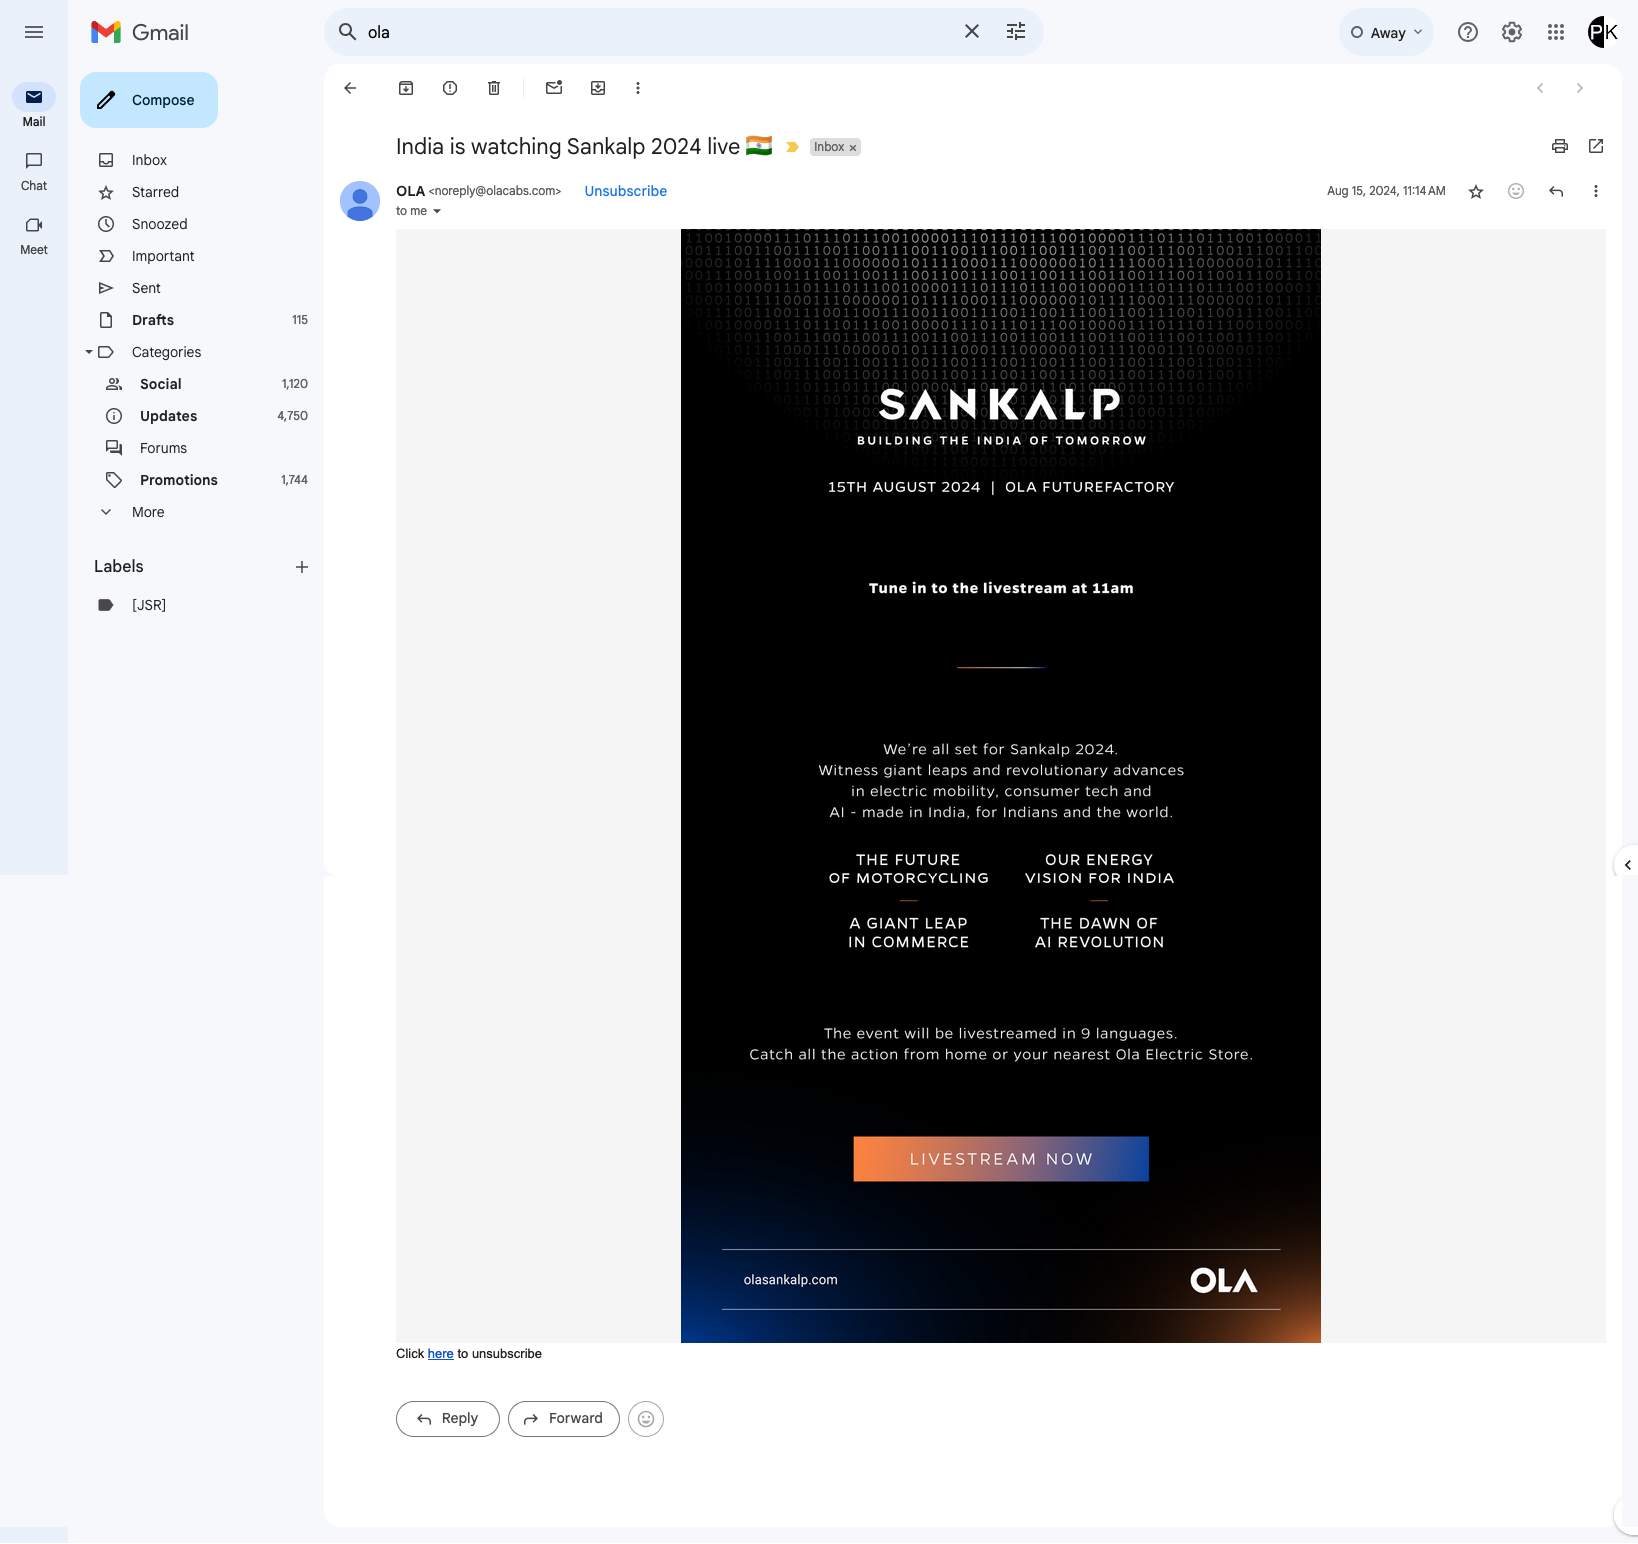 Gmail
ola
Away
PK
Mail
Compose
Chat
Meet
Inbox
Starred
Snoozed
Important
Sent
Drafts 115
Categories
Social 1,120
Updates 4,750
Forums
Promotions 1,744
More
Labels
[JSR]
India is watching Sankalp 2024 live 🇮🇳 Inbox
OLA <noreply@olacabs.com> Unsubscribe Aug 15, 2024, 11:14 AM
to me
SANKALP
BUILDING THE INDIA OF TOMORROW
15TH AUGUST 2024 | OLA FUTUREFACTORY
Tune in to the livestream at 11am
We're all set for Sankalp 2024.
Witness giant leaps and revolutionary advances
in electric mobility, consumer tech and
AI - made in India, for Indians and the world.
THE FUTURE
OF MOTORCYCLING
OUR ENERGY
VISION FOR INDIA
A GIANT LEAP
IN COMMERCE
THE DAWN OF
AI REVOLUTION
The event will be livestreamed in 9 languages.
Catch all the action from home or your nearest Ola Electric Store.
LIVESTREAM NOW
olasankalp.com OLA
Click here to unsubscribe
Reply Forward